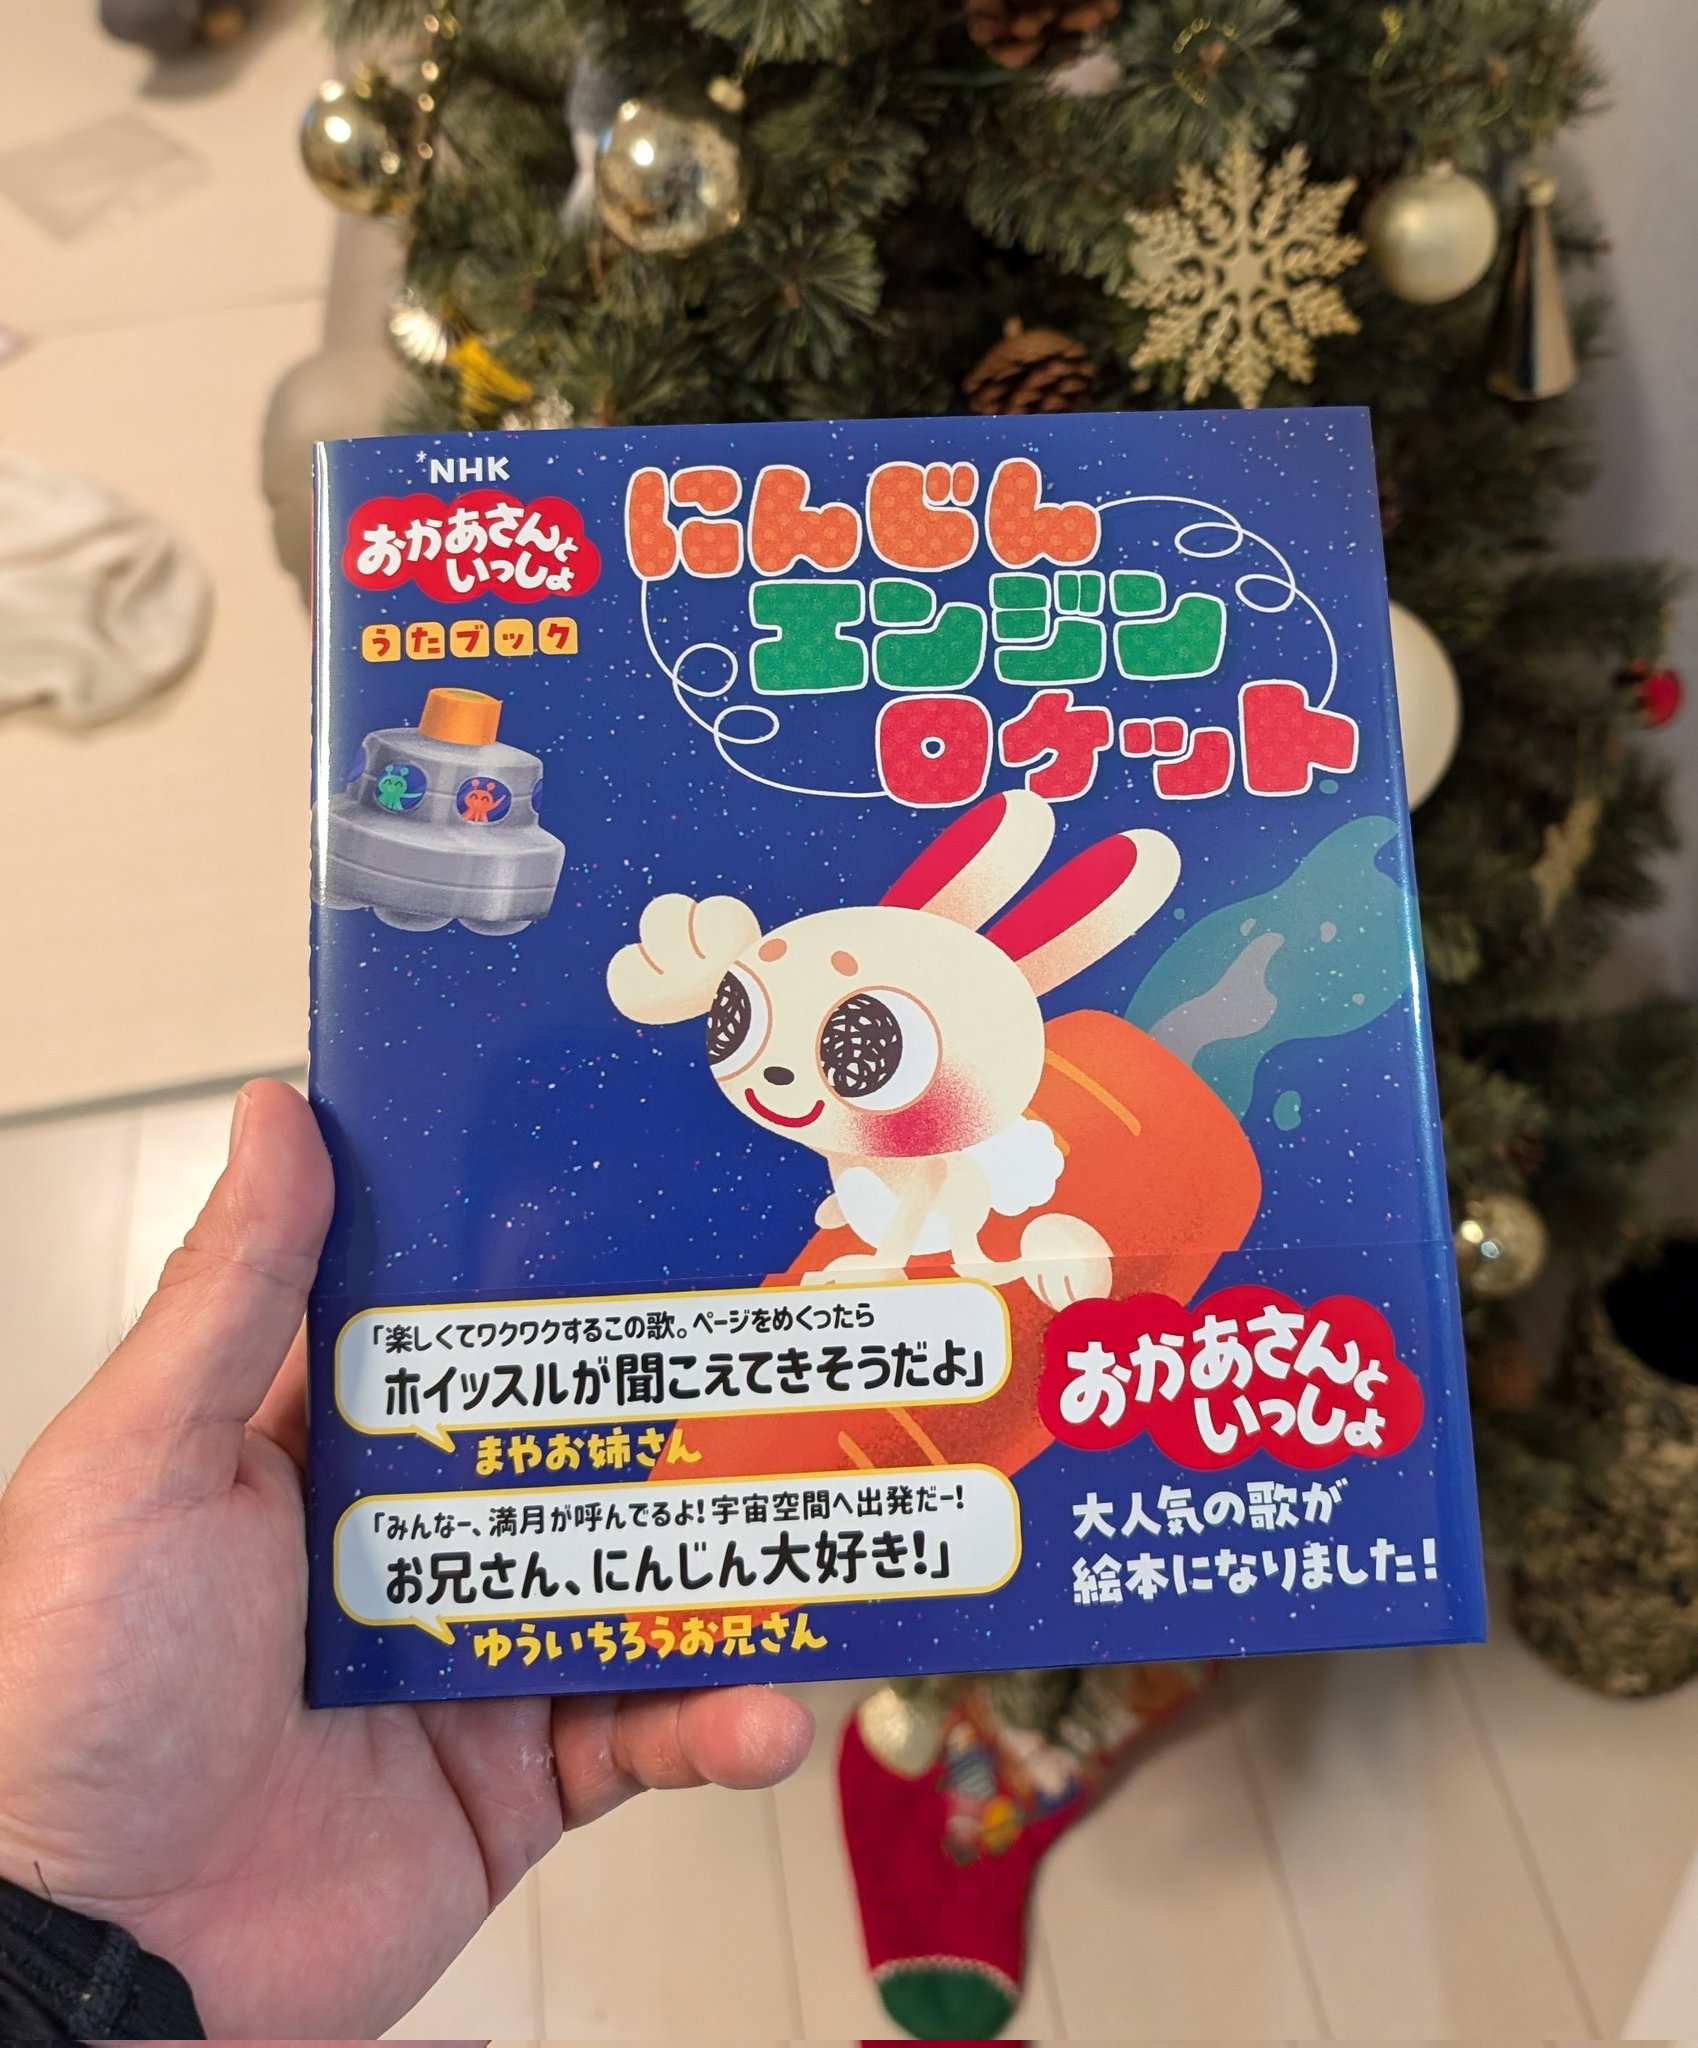 NHK
おかあさんと
いっしょ
うたブック
にんじん
エンジン
ロケット
「楽しくてワクワクするこの歌。ページをめくったら
ホイッスルが聞こえてきそうだよ」
まやお姉さん
「みんなー、満月が呼んでるよ！宇宙空間へ出発だー！
お兄さん、にんじん大好き！」
ゆういちろうお兄さん
おかあさんと
いっしょ
大人気の歌が
絵本になりました！